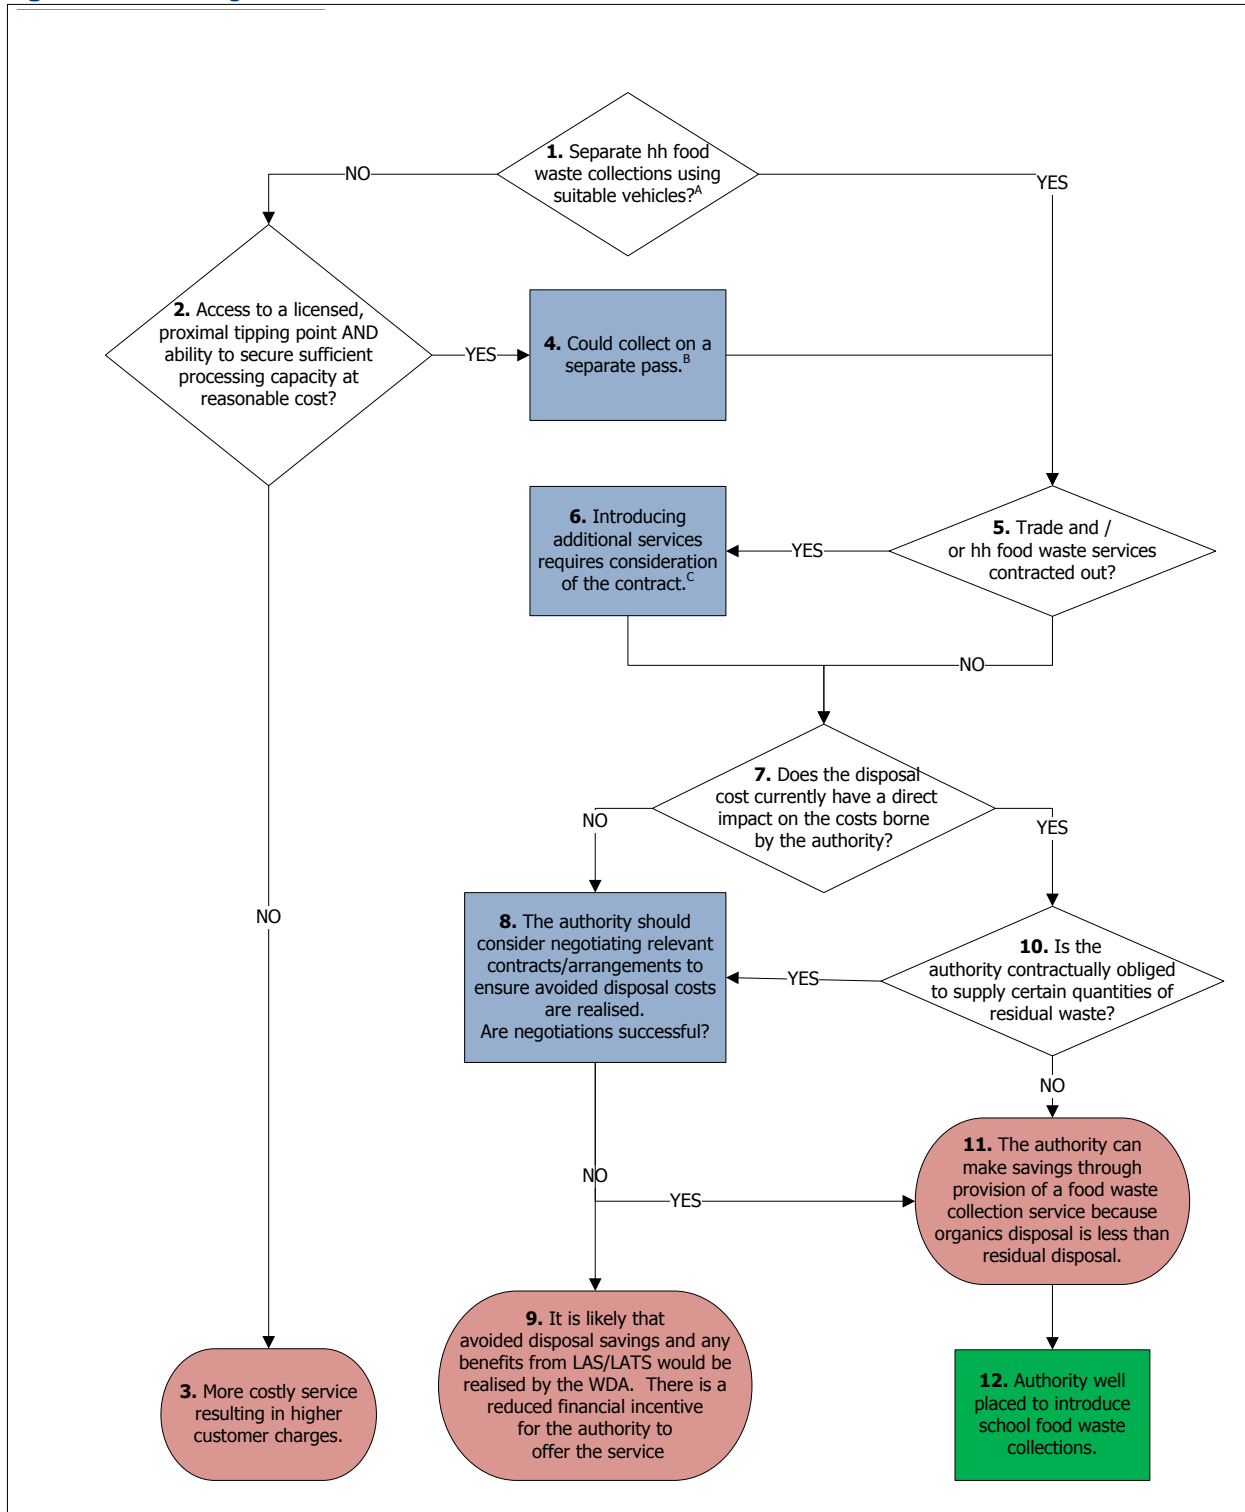 1. Separate hh food
waste collections using
suitable vehicles?A
NO
YES
2. Access to a licensed,
proximal tipping point AND
ability to secure sufficient
processing capacity at
reasonable cost?
YES
4. Could collect on a
separate pass.B
6. Introducing
additional services
requires consideration
of the contract.C
YES
5. Trade and /
or hh food waste services
contracted out?
NO
7. Does the disposal
cost currently have a direct
impact on the costs borne
by the authority?
NO
YES
NO
8. The authority should
consider negotiating relevant
contracts/arrangements to
ensure avoided disposal costs
are realised.
Are negotiations successful?
YES
10. Is the
authority contractually obliged
to supply certain quantities of
residual waste?
NO
11. The authority can
make savings through
provision of a food waste
collection service because
organics disposal is less than
residual disposal.
NO
YES
9. It is likely that
avoided disposal savings and any
benefits from LAS/LATS would be
realised by the WDA. There is a
reduced financial incentive
for the authority to
offer the service
3. More costly service
resulting in higher
customer charges.
12. Authority well
placed to introduce
school food waste
collections.